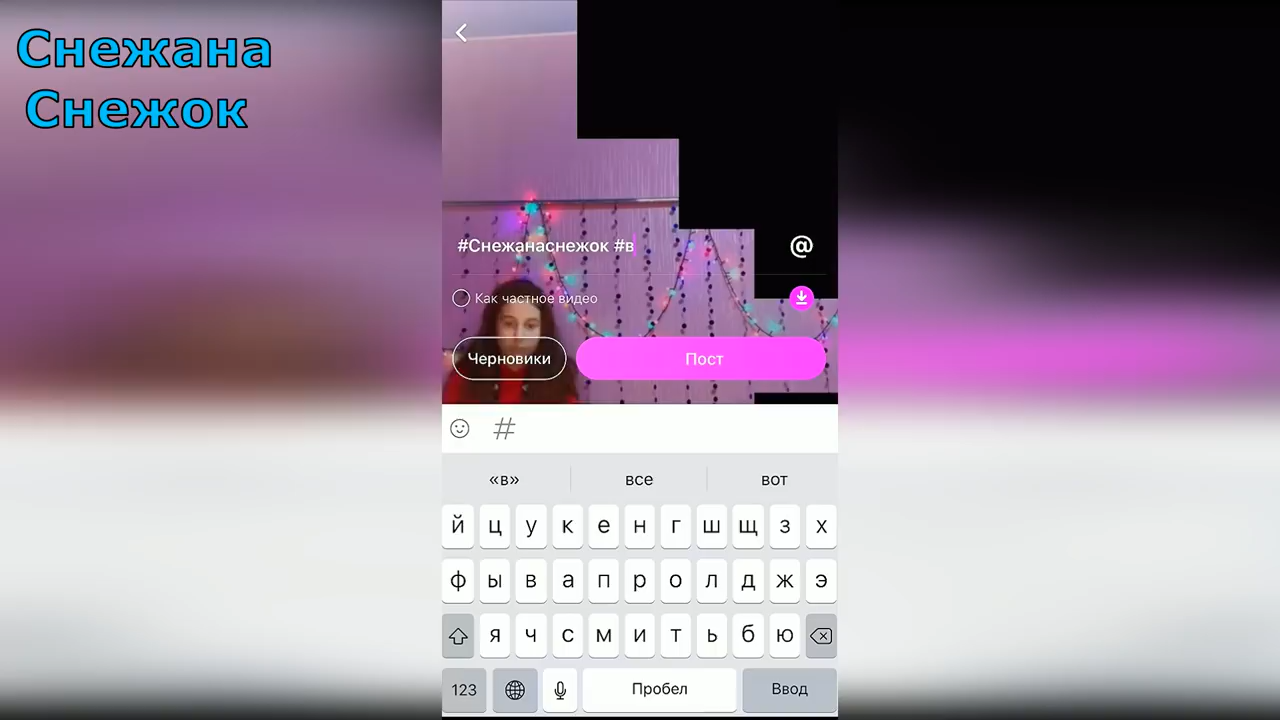 Снежана
Снежок
#Снежанаснежок #в
@
Как частное видео
Черновики
Пост
#
«в» все вот
й ц у к е н г ш щ з х
ф ы в а п р о л д ж э
я ч с м и т ь б ю
123 Пробел Ввод